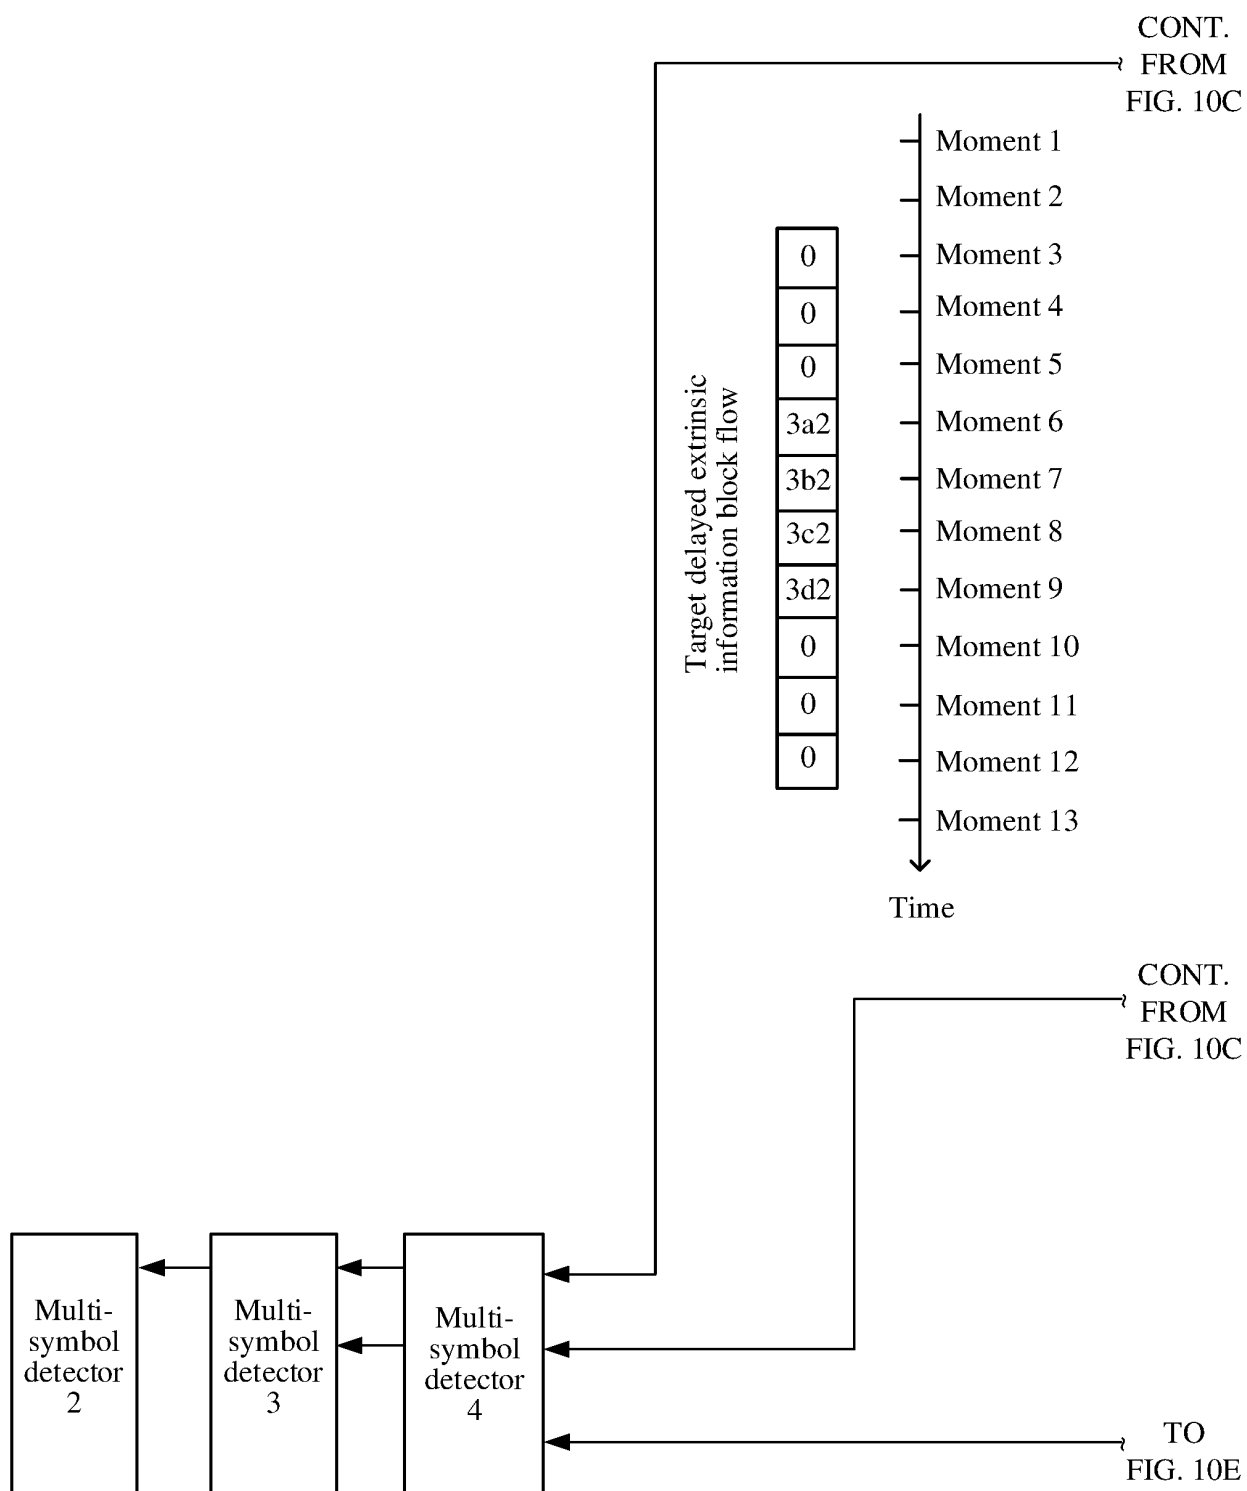 CONT.
FROM
FIG. 10C
Moment 1
Moment 2
0
Moment 3
0
Moment 4
0
Moment 5
3a2
Moment 6
3b2
Moment 7
3c2
Moment 8
3d2
Moment 9
0
Moment 10
0
Moment 11
0
Moment 12
Moment 13
Time
Target delayed extrinsic
information block flow
CONT.
FROM
FIG. 10C
Multi-
symbol
detector
2
Multi-
symbol
detector
3
Multi-
symbol
detector
4
TO
FIG. 10E